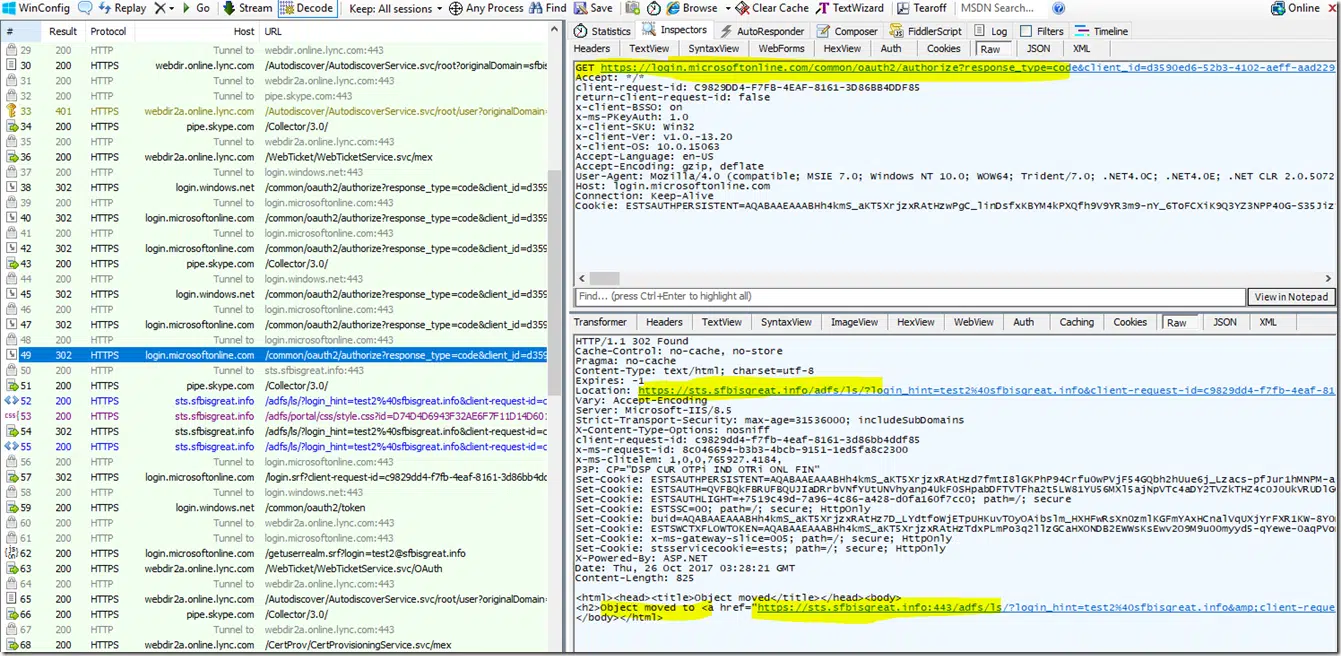 WinConfig Replay X Go Stream Decode Keep: All sessions Any Process Find Save Browse Clear Cache TextWizard Tearoff MSDN Search... Online X
# Result Protocol Host URL
29 200 HTTP Tunnel to webdir.online.lync.com:443
30 200 HTTPS webdir.online.lync.com /Autodiscover/AutodiscoverService.svc/root?originalDomain=sfbis
31 200 HTTP Tunnel to webdir2a.online.lync.com:443
32 200 HTTP Tunnel to pipe.skype.com:443
33 401 HTTPS webdir2a.online.lync.com /Autodiscover/AutodiscoverService.svc/root/user?originalDomain=
34 200 HTTPS pipe.skype.com /Collector/3.0/
35 200 HTTP Tunnel to webdir2a.online.lync.com:443
36 200 HTTPS webdir2a.online.lync.com /WebTicket/WebTicketService.svc/mex
37 200 HTTP Tunnel to login.windows.net:443
38 302 HTTPS login.windows.net /common/oauth2/authorize?response_type=code&client_id=d359
39 200 HTTP Tunnel to login.microsoftonline.com:443
40 302 HTTPS login.microsoftonline.com /common/oauth2/authorize?response_type=code&client_id=d359
41 200 HTTP Tunnel to login.microsoftonline.com:443
42 302 HTTPS login.microsoftonline.com /common/oauth2/authorize?response_type=code&client_id=d359
43 200 HTTPS pipe.skype.com /Collector/3.0/
44 200 HTTP Tunnel to login.windows.net:443
45 302 HTTPS login.windows.net /common/oauth2/authorize?response_type=code&client_id=d359
46 200 HTTP Tunnel to login.microsoftonline.com:443
47 302 HTTPS login.microsoftonline.com /common/oauth2/authorize?response_type=code&client_id=d359
48 200 HTTP Tunnel to login.microsoftonline.com:443
49 302 HTTPS login.microsoftonline.com /common/oauth2/authorize?response_type=code&client_id=d359
50 200 HTTP Tunnel to sts.sfbisgreat.info:443
51 200 HTTPS pipe.skype.com /Collector/3.0/
52 200 HTTPS sts.sfbisgreat.info /adfs/ls/?login_hint=test2%40sfbisgreat.info&client-request-id=c
53 200 HTTPS sts.sfbisgreat.info /adfs/portal/css/style.css?id=D74D4D6943F32AE6F7F11D14D601
54 302 HTTPS sts.sfbisgreat.info /adfs/ls/?login_hint=test2%40sfbisgreat.info&client-request-id=c
55 200 HTTPS sts.sfbisgreat.info /adfs/ls/?login_hint=test2%40sfbisgreat.info&client-request-id=c
56 200 HTTP Tunnel to login.microsoftonline.com:443
57 302 HTTPS login.microsoftonline.com /login.srf?client-request-id=c9829dd4-f7fb-4eaf-8161-3d86bb4dd
58 200 HTTP Tunnel to login.windows.net:443
59 200 HTTPS login.windows.net /common/oauth2/token
60 200 HTTP Tunnel to login.microsoftonline.com:443
61 200 HTTP Tunnel to login.microsoftonline.com:443
62 200 HTTPS login.microsoftonline.com /getuserrealm.srf?login=test2@sfbisgreat.info
63 200 HTTPS webdir2a.online.lync.com /WebTicket/WebTicketService.svc/OAuth
64 200 HTTP Tunnel to webdir2a.online.lync.com:443
65 200 HTTPS webdir2a.online.lync.com /Autodiscover/AutodiscoverService.svc/root/user?originalDomain=
66 200 HTTPS pipe.skype.com /Collector/3.0/
67 200 HTTP Tunnel to webdir2a.online.lync.com:443
68 200 HTTPS webdir2a.online.lync.com /CertProv/CertProvisioningService.svc/mex
Statistics Inspectors AutoResponder Composer FiddlerScript Log Filters Timeline
Headers TextView SyntaxView WebForms HexView Auth Cookies Raw JSON XML
GET https://login.microsoftonline.com/common/oauth2/authorize?response_type=code&client_id=d3590ed6-52b3-4102-aeff-aad229
Accept: */*
client-request-id: C9829DD4-F7FB-4EAF-8161-3D86BB4DDF85
return-client-request-id: false
x-client-BSSO: on
x-ms-PKeyAuth: 1.0
x-client-SKU: Win32
x-client-Ver: v1.0.-13.20
x-client-OS: 10.0.15063
Accept-Language: en-US
Accept-Encoding: gzip, deflate
User-Agent: Mozilla/4.0 (compatible; MSIE 7.0; Windows NT 10.0; WOW64; Trident/7.0; .NET4.0C; .NET4.0E; .NET CLR 2.0.5072
Host: login.microsoftonline.com
Connection: Keep-Alive
Cookie:
Find... (press Ctrl+Enter to highlight all) View in Notepad
Transformer Headers TextView SyntaxView ImageView HexView WebView Auth Caching Cookies Raw JSON XML
HTTP/1.1 302 Found
Cache-Control: no-cache, no-store
Pragma: no-cache
Content-Type: text/html; charset=utf-8
Expires: -1
Location: https://sts.sfbisgreat.info/adfs/ls/?login_hint=test2%40sfbisgreat.info&client-request-id=c9829dd4-f7fb-4eaf-81
Vary: Accept-Encoding
Server: Microsoft-IIS/8.5
Strict-Transport-Security: max-age=31536000; includeSubDomains
X-Content-Type-Options: nosniff
client-request-id: c9829dd4-f7fb-4eaf-8161-3d86bb4ddf85
x-ms-request-id: 8c046694-b3b3-4bcb-9151-1ed5fa8c2300
x-ms-clitelem: 1,0,0,765927.4184,
P3P: CP="DSP CUR OTPi IND OTRi ONL FIN"
Set-Cookie:
Set-Cookie:
Set-Cookie: path=/; secure
Set-Cookie: ESTSSC=00; path=/; secure; HttpOnly
Set-Cookie:
Set-Cookie:
Set-Cookie: x-ms-gateway-slice=005; path=/; secure; HttpOnly
Set-Cookie: stsservicecookie=ests; path=/; secure; HttpOnly
X-Powered-By: ASP.NET
Date: Thu, 26 Oct 2017 03:28:21 GMT
Content-Length: 825
<html><head><title>Object moved</title></head><body>
<h2>Object moved to <a href="https://sts.sfbisgreat.info:443/adfs/ls/?login_hint=test2%40sfbisgreat.info&amp;client-reque
</body></html>